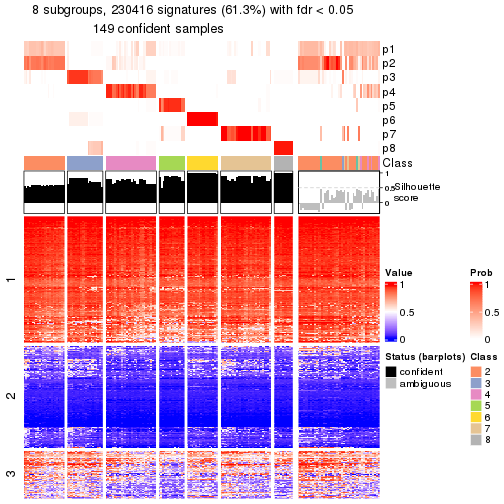 8 subgroups, 230416 signatures (61.3%) with fdr < 0.05
149 confident samples
p1
p2
p3
p4
p5
p6
p7
p8
Class
1
0.5
0
Silhouette
score
1
2
3
Value
1
0.5
0
Prob
1
0.5
0
Status (barplots)
confident
ambiguous
Class
2
3
4
5
6
7
8